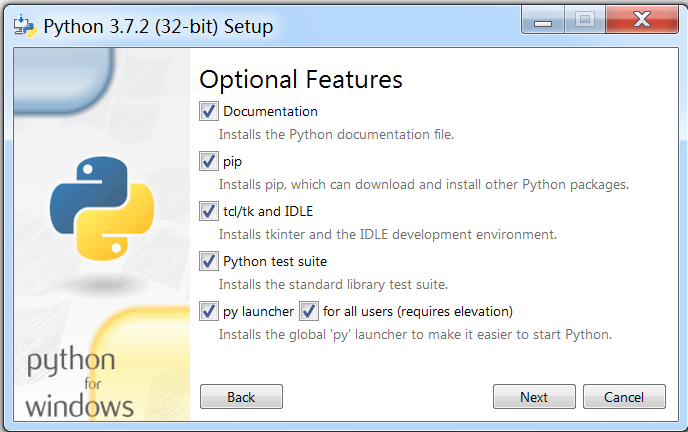 Python 3.7.2 (32-bit) Setup
Optional Features
Documentation
Installs the Python documentation file.
pip
Installs pip, which can download and install other Python packages.
tcl/tk and IDLE
Installs tkinter and the IDLE development environment.
Python test suite
Installs the standard library test suite.
py launcher for all users (requires elevation)
Installs the global 'py' launcher to make it easier to start Python.
python
for
windows
Back Next Cancel